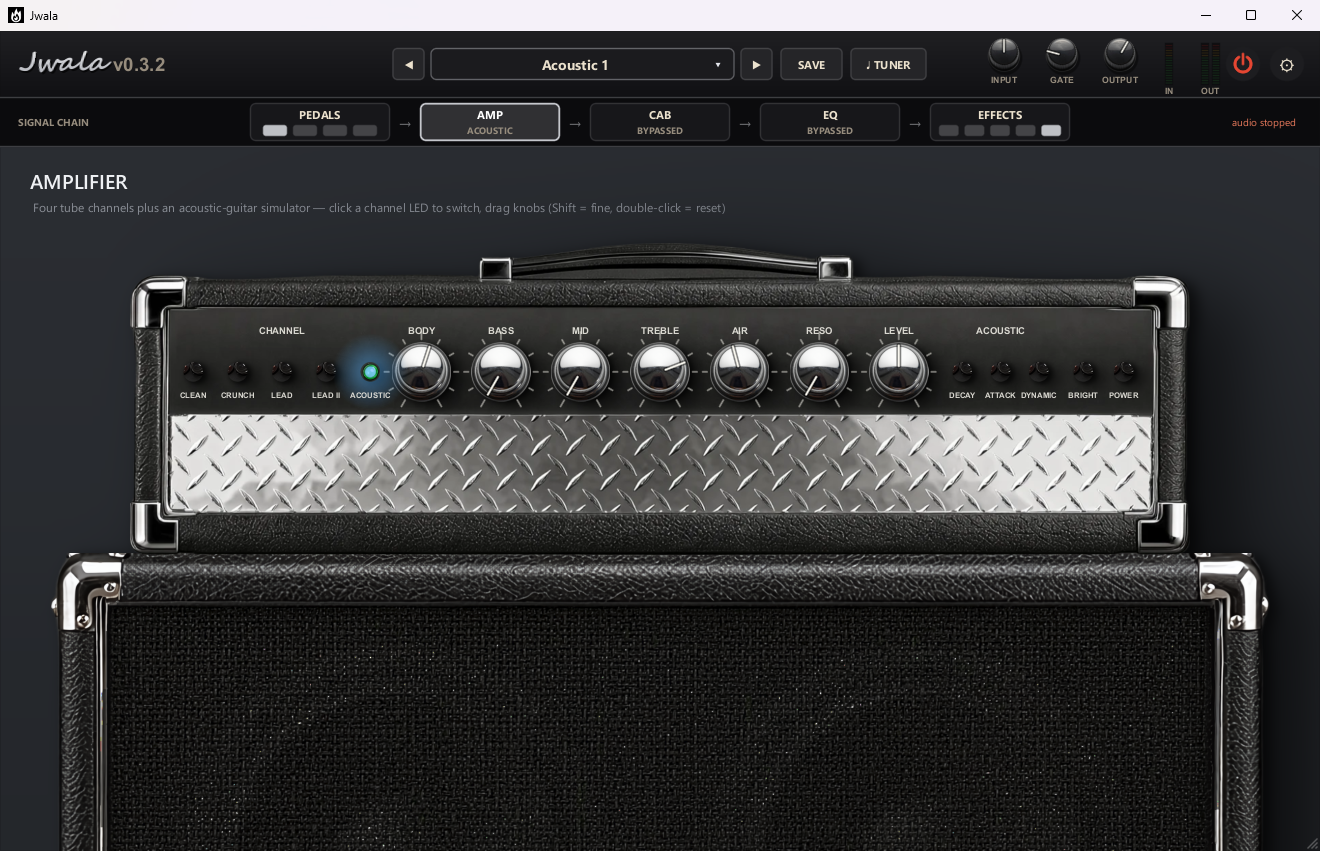 Jwala
Jwala v0.3.2
◀ Acoustic 1 ▼ ▶ SAVE ♩ TUNER
INPUT GATE OUTPUT IN OUT
SIGNAL CHAIN
PEDALS → AMP → CAB → EQ → EFFECTS
ACOUSTIC BYPASSED BYPASSED
audio stopped
AMPLIFIER
Four tube channels plus an acoustic-guitar simulator — click a channel LED to switch, drag knobs (Shift = fine, double-click = reset)
CHANNEL BODY BASS MID TREBLE AIR RESO LEVEL ACOUSTIC
CLEAN CRUNCH LEAD LEAD II ACOUSTIC DECAY ATTACK DYNAMIC BRIGHT POWER